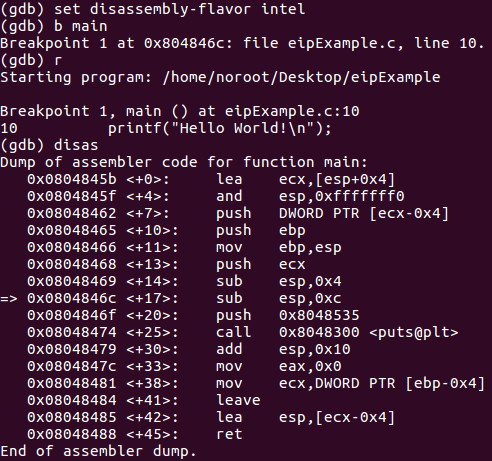 (gdb) set disassembly-flavor intel
(gdb) b main
Breakpoint 1 at 0x804846c: file eipExample.c, line 10.
(gdb) r
Starting program: /home/noroot/Desktop/eipExample

Breakpoint 1, main () at eipExample.c:10
10          printf("Hello World!\n");
(gdb) disas
Dump of assembler code for function main:
   0x0804845b <+0>:     lea    ecx,[esp+0x4]
   0x0804845f <+4>:     and    esp,0xfffffff0
   0x08048462 <+7>:     push   DWORD PTR [ecx-0x4]
   0x08048465 <+10>:    push   ebp
   0x08048466 <+11>:    mov    ebp,esp
   0x08048468 <+13>:    push   ecx
   0x08048469 <+14>:    sub    esp,0x4
=> 0x0804846c <+17>:    sub    esp,0xc
   0x0804846f <+20>:    push   0x8048535
   0x08048474 <+25>:    call   0x8048300 <puts@plt>
   0x08048479 <+30>:    add    esp,0x10
   0x0804847c <+33>:    mov    eax,0x0
   0x08048481 <+38>:    mov    ecx,DWORD PTR [ebp-0x4]
   0x08048484 <+41>:    leave
   0x08048485 <+42>:    lea    esp,[ecx-0x4]
   0x08048488 <+45>:    ret
End of assembler dump.